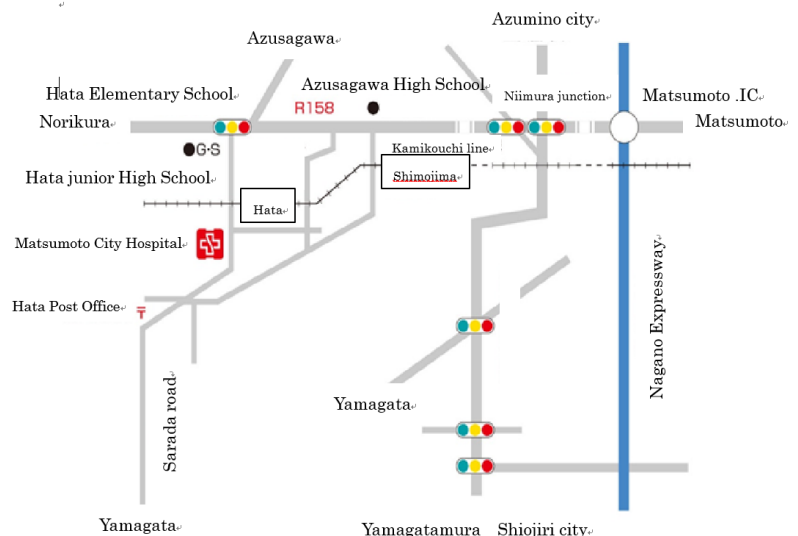 Azumino city
Azusagawa
Azusagawa High School
Hata Elementary School
Niimura junction
Matsumoto .IC
R158
Norikura
Matsumoto
G-S
Kamikouchi line
Hata junior High School
Shimojima
Hata
Matsumoto City Hospital
Hata Post Office
〒
Nagano Expressway
Sarada road
Yamagata
Yamagata
Yamagatamura
Shiojiri city